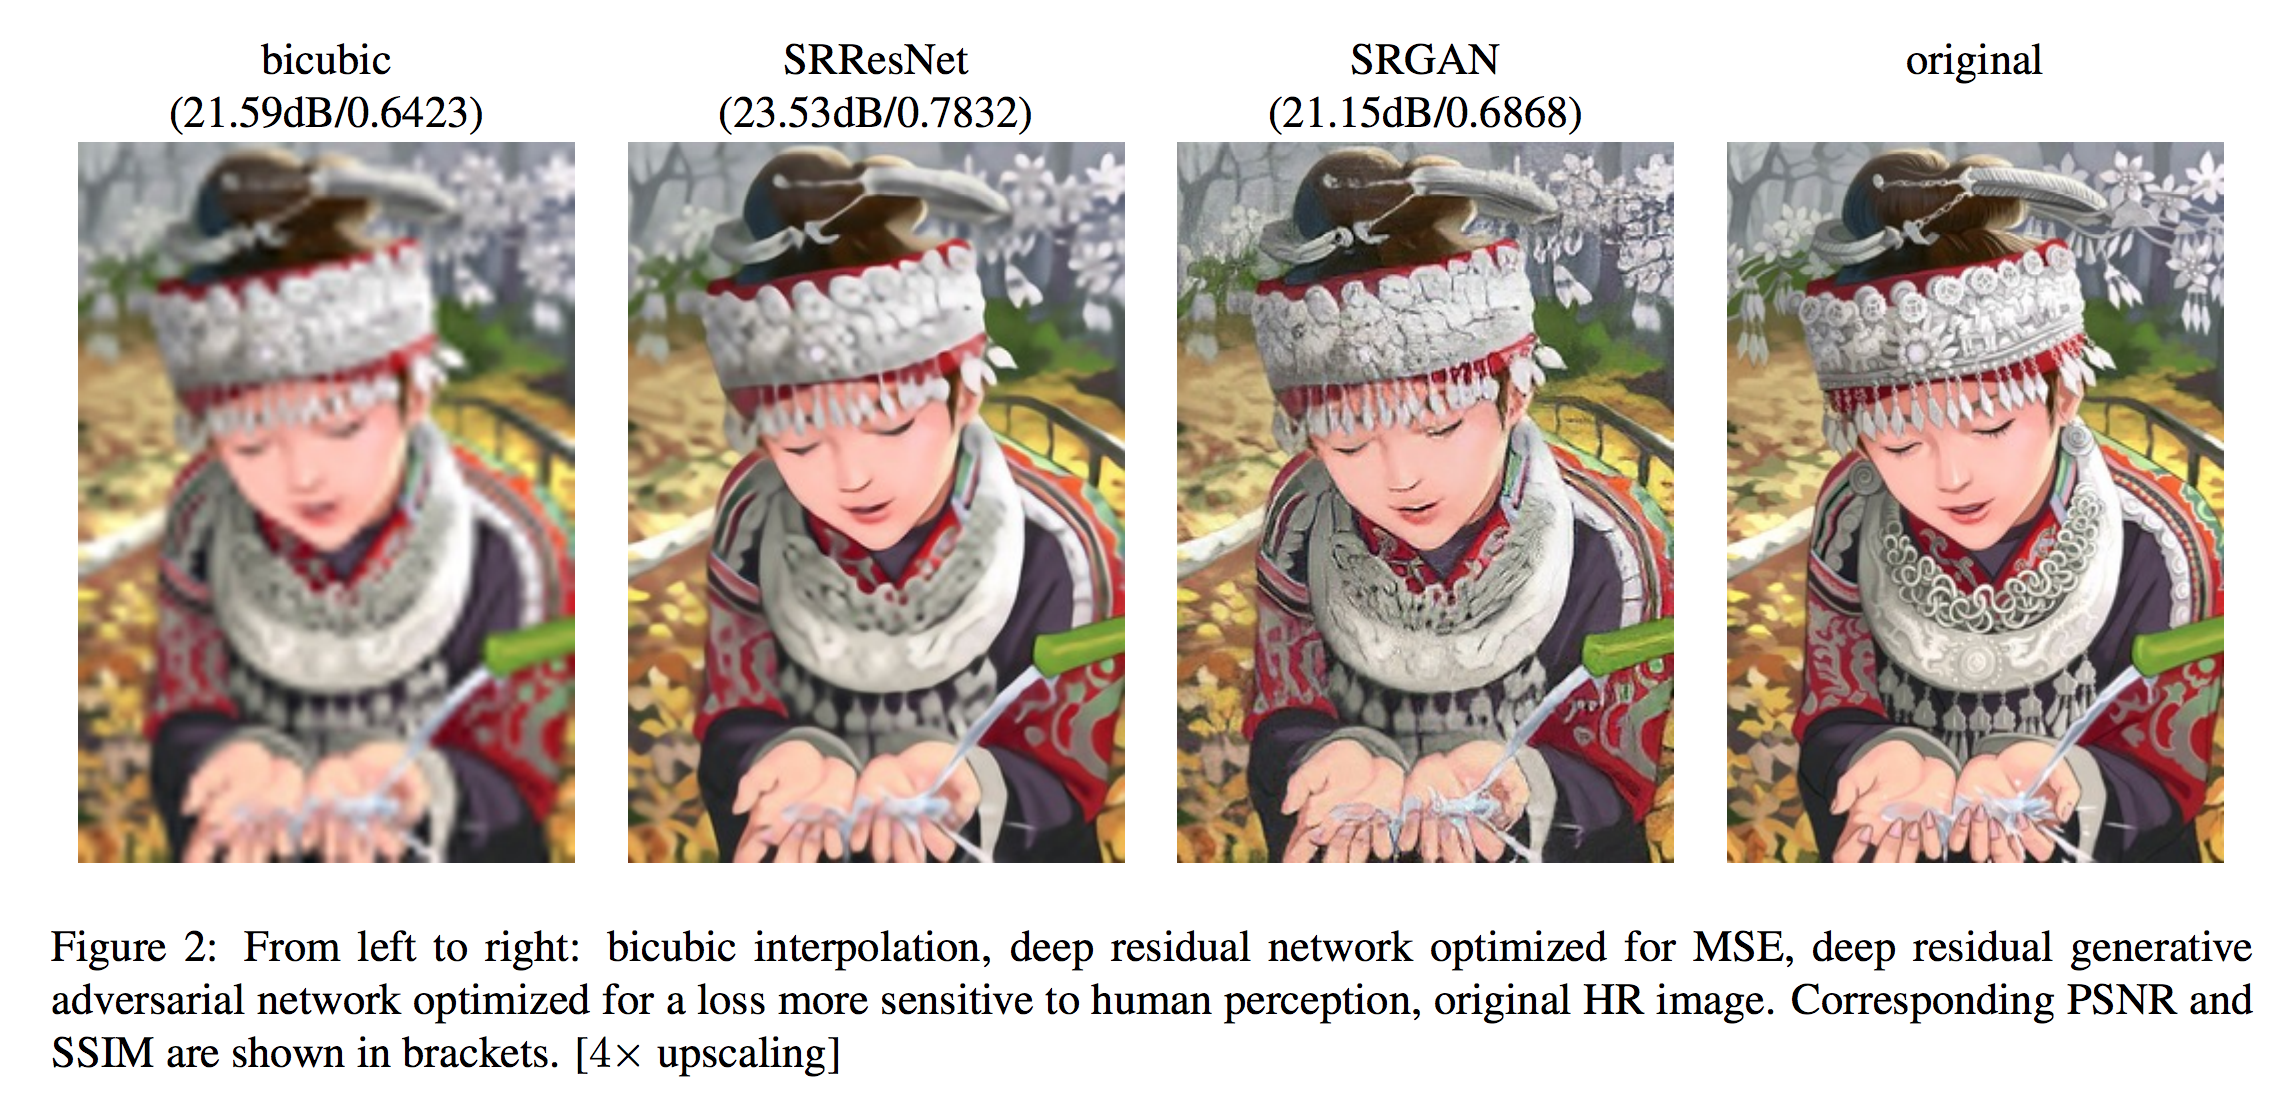 bicubic
(21.59dB/0.6423)
SRResNet
(23.53dB/0.7832)
SRGAN
(21.15dB/0.6868)
original
Figure 2: From left to right: bicubic interpolation, deep residual network optimized for MSE, deep residual generative
adversarial network optimized for a loss more sensitive to human perception, original HR image. Corresponding PSNR and
SSIM are shown in brackets. [4× upscaling]